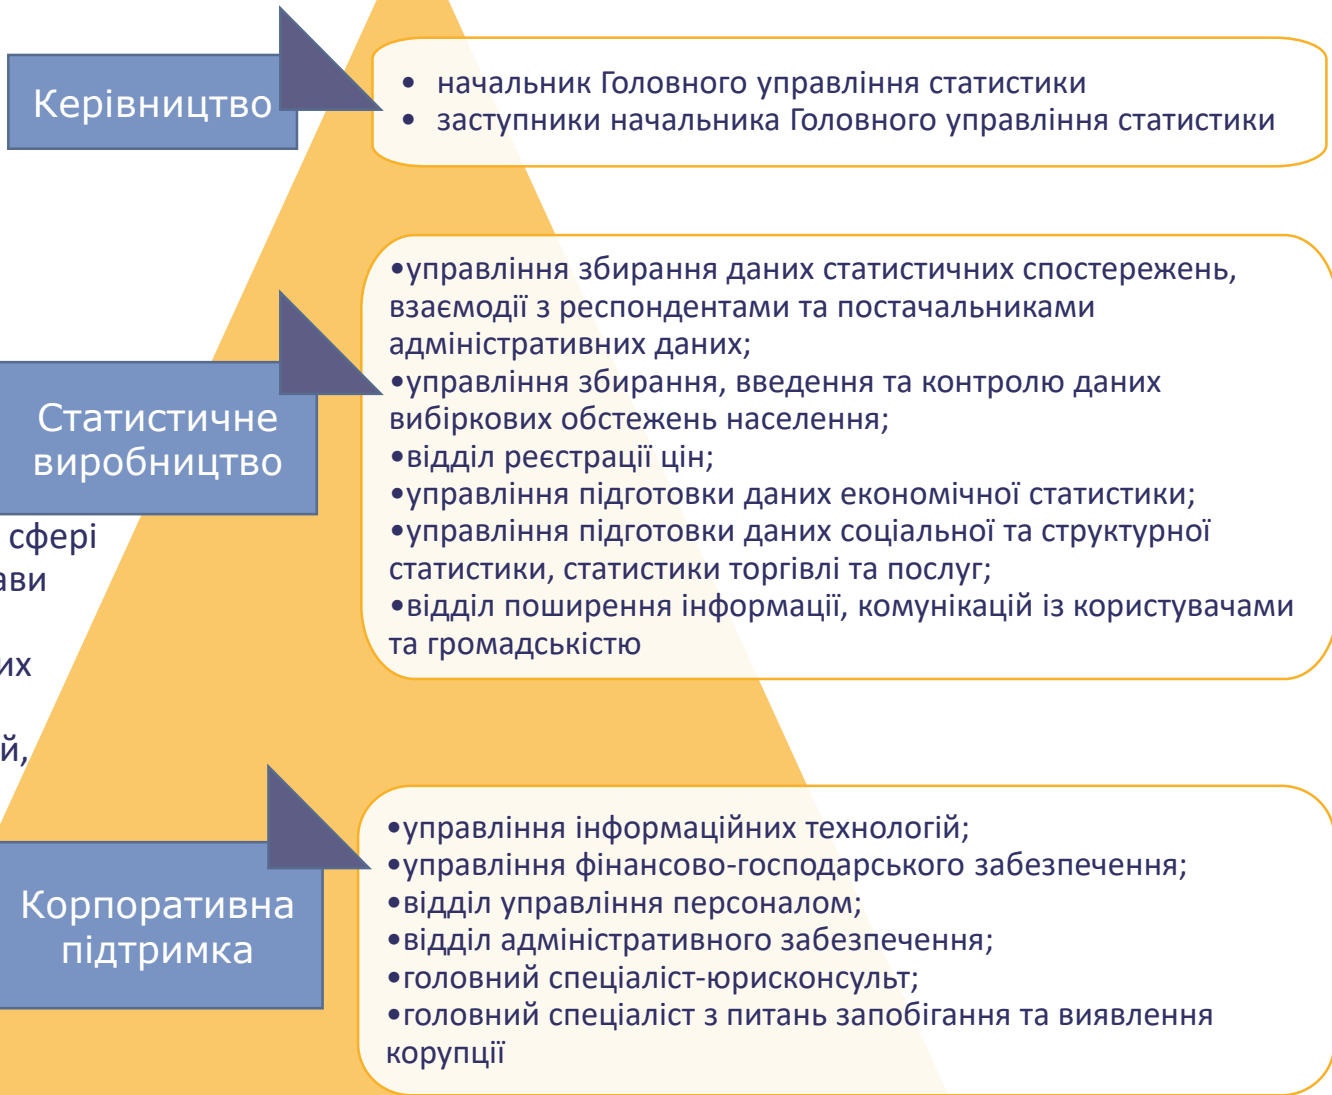 Керівництво
• начальник Головного управління статистики
• заступники начальника Головного управління статистики
Статистичне
виробництво
•управління збирання даних статистичних спостережень,
взаємодії з респондентами та постачальниками
адміністративних даних;
•управління збирання, введення та контролю даних
вибіркових обстежень населення;
•відділ реєстрації цін;
•управління підготовки даних економічної статистики;
•управління підготовки даних соціальної та структурної
статистики, статистики торгівлі та послуг;
•відділ поширення інформації, комунікацій із користувачами
та громадськістю
сфері
Корпоративна
підтримка
•управління інформаційних технологій;
•управління фінансово-господарського забезпечення;
•відділ управління персоналом;
•відділ адміністративного забезпечення;
•головний спеціаліст-юрисконсульт;
•головний спеціаліст з питань запобігання та виявлення
корупції